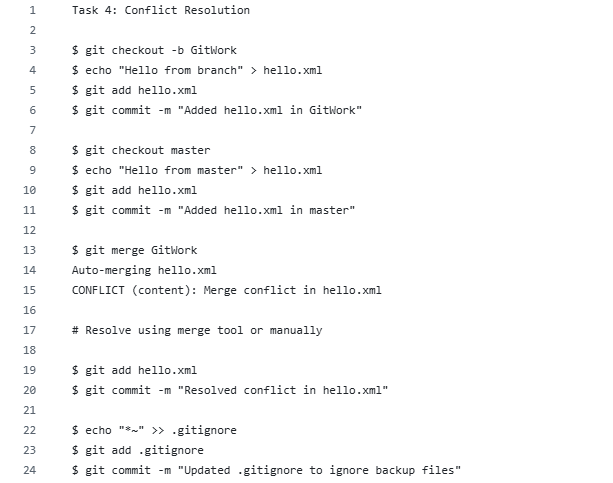 1 Task 4: Conflict Resolution
2
3 $ git checkout -b GitWork
4 $ echo "Hello from branch" > hello.xml
5 $ git add hello.xml
6 $ git commit -m "Added hello.xml in GitWork"
7
8 $ git checkout master
9 $ echo "Hello from master" > hello.xml
10 $ git add hello.xml
11 $ git commit -m "Added hello.xml in master"
12
13 $ git merge GitWork
14 Auto-merging hello.xml
15 CONFLICT (content): Merge conflict in hello.xml
16
17 # Resolve using merge tool or manually
18
19 $ git add hello.xml
20 $ git commit -m "Resolved conflict in hello.xml"
21
22 $ echo "*~" >> .gitignore
23 $ git add .gitignore
24 $ git commit -m "Updated .gitignore to ignore backup files"